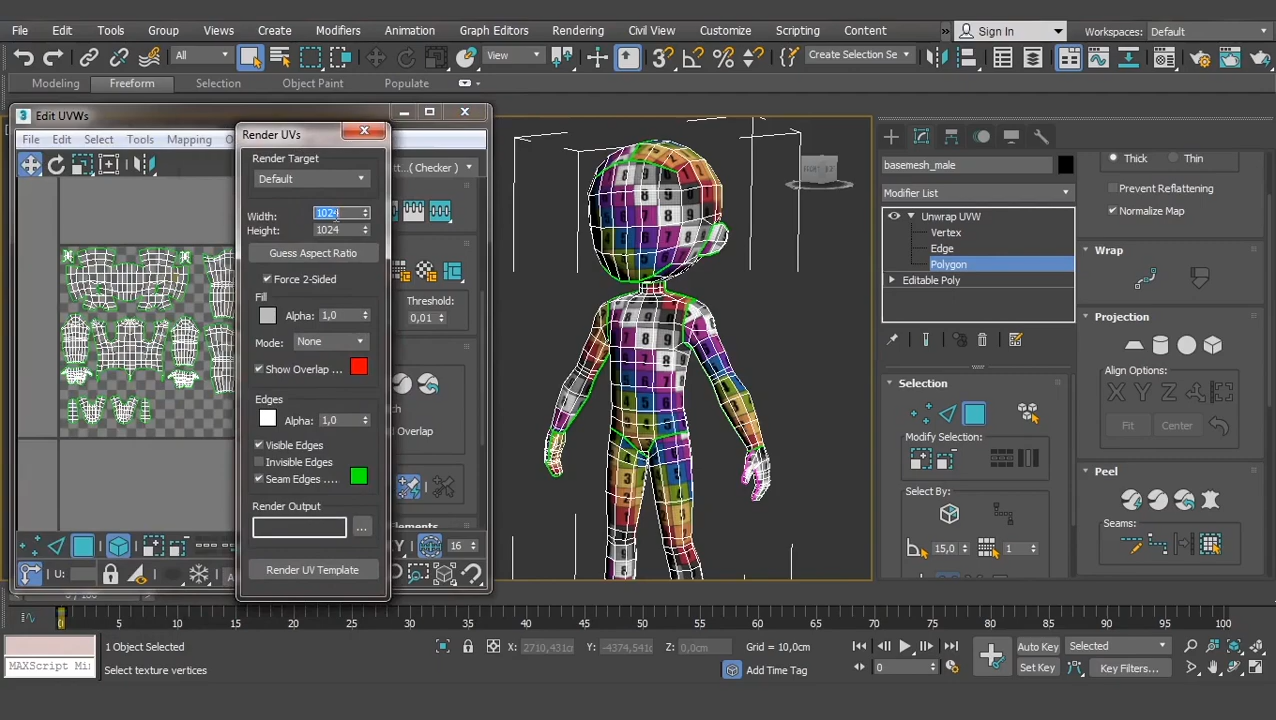 File Edit Tools Group Views Create Modifiers Animation Graph Editors Rendering Civil View Customize Scripting Content » Sign In Workspaces: Default
All View Create Selection Se
Modeling Freeform Selection Object Paint Populate
3 Edit UVWs
File Edit Select Tools Mapping
( Checker )
Render UVs
Render Target
Default
Width: 1024
Height: 1024
Guess Aspect Ratio
Force 2-Sided
Fill
Alpha: 1,0
Mode: None
Show Overlap ...
Edges
Alpha: 1,0
Visible Edges
Invisible Edges
Seam Edges ....
Render Output
...
Render UV Template
Threshold:
0,01
16
U:
basemesh_male
Modifier List
Unwrap UVW
Vertex
Edge
Polygon
Editable Poly
Selection
Modify Selection:
Select By:
15,0 1
Thick Thin
Prevent Reflattening
Normalize Map
Wrap
Projection
Align Options:
X Y Z
Fit Center
Peel
Seams:
0 5 10 15 20 25 30 35 40 45 50 55 60 65 70 75 80 85 90 95 100
1 Object Selected
X: 2710,431c Y: -4374,541 Z: 0,0cm Grid = 10,0cm
Auto Key Selected
MAXScript Mi
Select texture vertices
Add Time Tag
0
Set Key Key Filters...